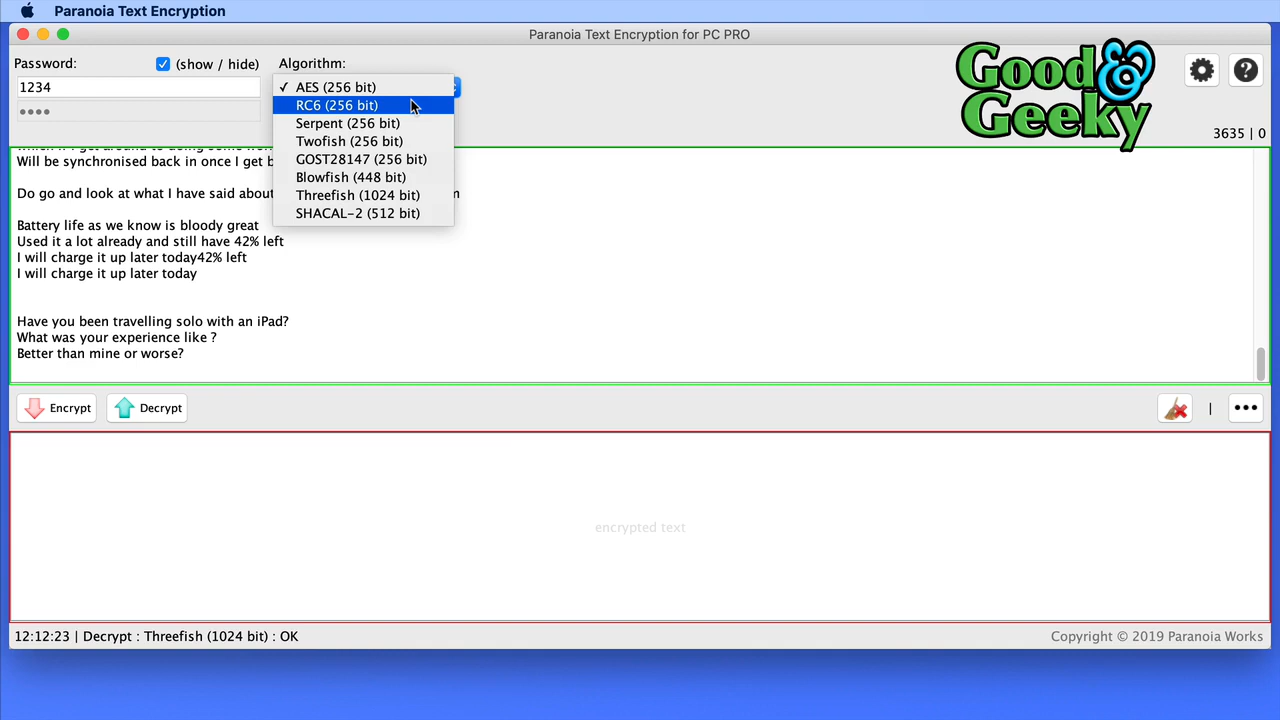 Paranoia Text Encryption
Paranoia Text Encryption for PC PRO
Password:
(show / hide)
Algorithm:
1234
AES (256 bit)
RC6 (256 bit)
Serpent (256 bit)
Twofish (256 bit)
GOST28147 (256 bit)
Blowfish (448 bit)
Threefish (1024 bit)
SHACAL-2 (512 bit)
Good & Geeky
3635 | 0
Will be synchronised back in once I get b
Do go and look at what I have said about
Battery life as we know is bloody great
Used it a lot already and still have 42% left
I will charge it up later today42% left
I will charge it up later today
Have you been travelling solo with an iPad?
What was your experience like ?
Better than mine or worse?
Encrypt
Decrypt
|
encrypted text
12:12:23 | Decrypt : Threefish (1024 bit) : OK
Copyright © 2019 Paranoia Works